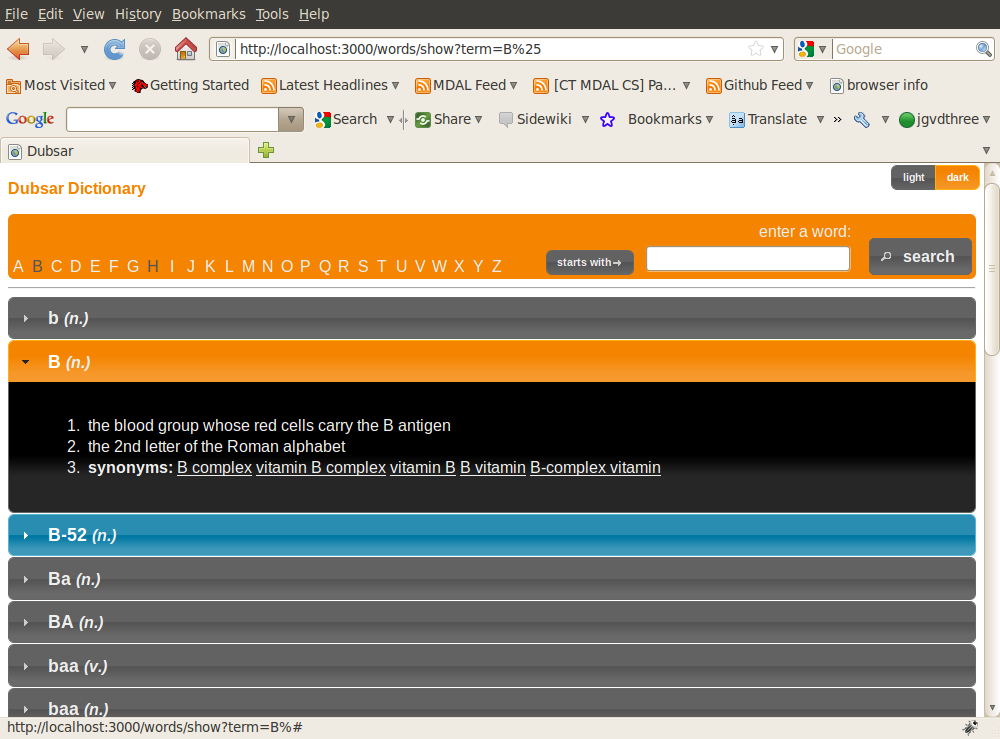 File Edit View History Bookmarks Tools Help
http://localhost:3000/words/show?term=B%25
Google
Most Visited Getting Started Latest Headlines MDAL Feed [CT MDAL CS] Pa... Github Feed browser info
Google Search Share Sidewiki Bookmarks Translate » jgvdthree
Dubsar
Dubsar Dictionary
light dark
enter a word:
A B C D E F G H I J K L M N O P Q R S T U V W X Y Z
starts with→
search
b (n.)
B (n.)
1. the blood group whose red cells carry the B antigen
2. the 2nd letter of the Roman alphabet
3. synonyms: B complex vitamin B complex vitamin B B vitamin B-complex vitamin
B-52 (n.)
Ba (n.)
BA (n.)
baa (v.)
baa (n.)
http://localhost:3000/words/show?term=B%#